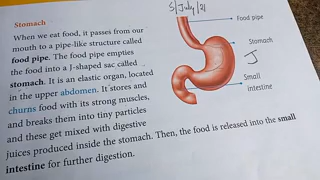 Stomach
When we eat food, it passes from our
mouth to a pipe-like structure called
food pipe. The food pipe empties
the food into a J-shaped sac called
stomach. It is an elastic organ, located
in the upper abdomen. It stores and
churns food with its strong muscles,
and breaks them into tiny particles
and these get mixed with digestive
juices produced inside the stomach. Then, the food is released into the small
intestine for further digestion.
5/July/21
Food pipe
Stomach
J
Small
intestine